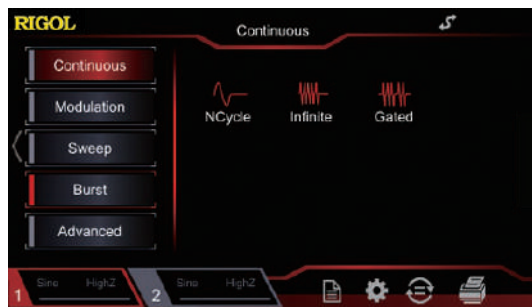 RIGOL
Continuous
Continuous
Modulation
Sweep
Burst
Advanced
NCycle Infinite Gated
1 Sine HighZ 2 Sine HighZ